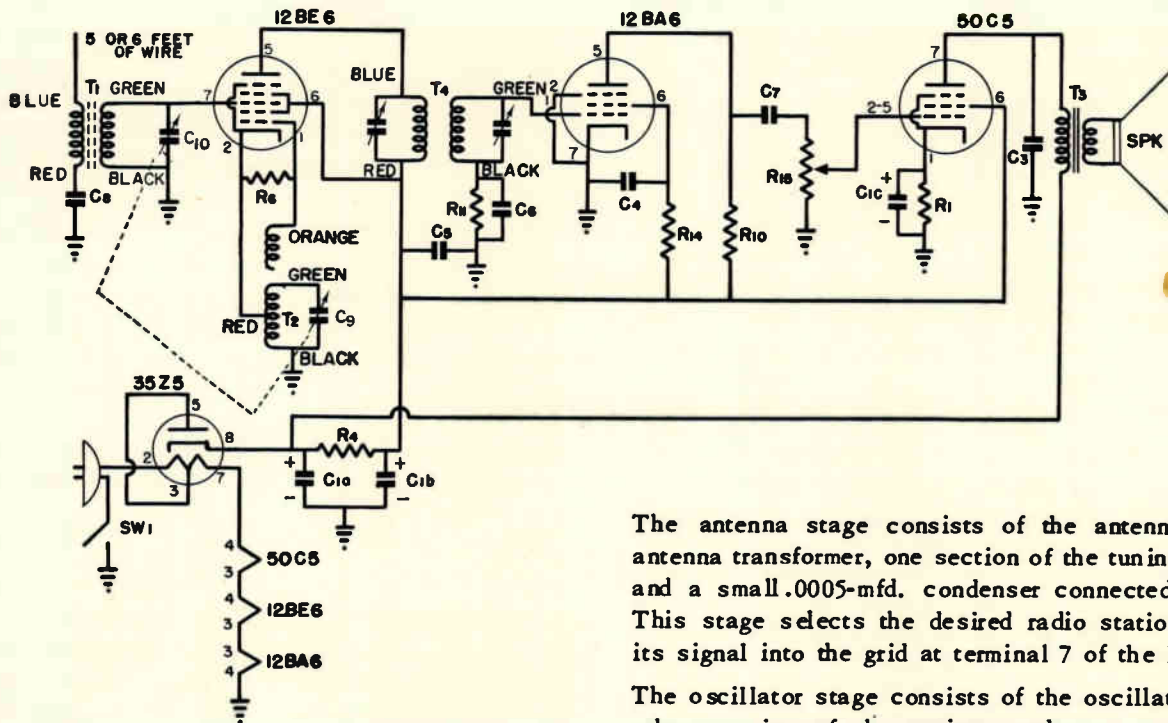 12BE6
12BA6
50C5
5 OR 6 FEET
OF WIRE
BLUE
T1
GREEN
RED
C8
BLACK
C10
7
5
6
2
1
R6
ORANGE
GREEN
RED
T2
C9
BLACK
BLUE
T4
GREEN
RED
BLACK
R11
C6
C5
1
2
5
6
7
C4
R14
R10
C7
R15
2-5
7
6
1
C1C
+
-
R1
C3
T3
SPK
35Z5
5
8
2
3
7
SW1
R4
+
-
C1a
+
-
C1b
4
3
50C5
4
3
12BE6
3
4
12BA6
The antenna stage consists of the antenn
antenna transformer, one section of the tunin
and a small .0005-mfd. condenser connected
This stage selects the desired radio statio
its signal into the grid at terminal 7 of the
The oscillator stage consists of the oscillat